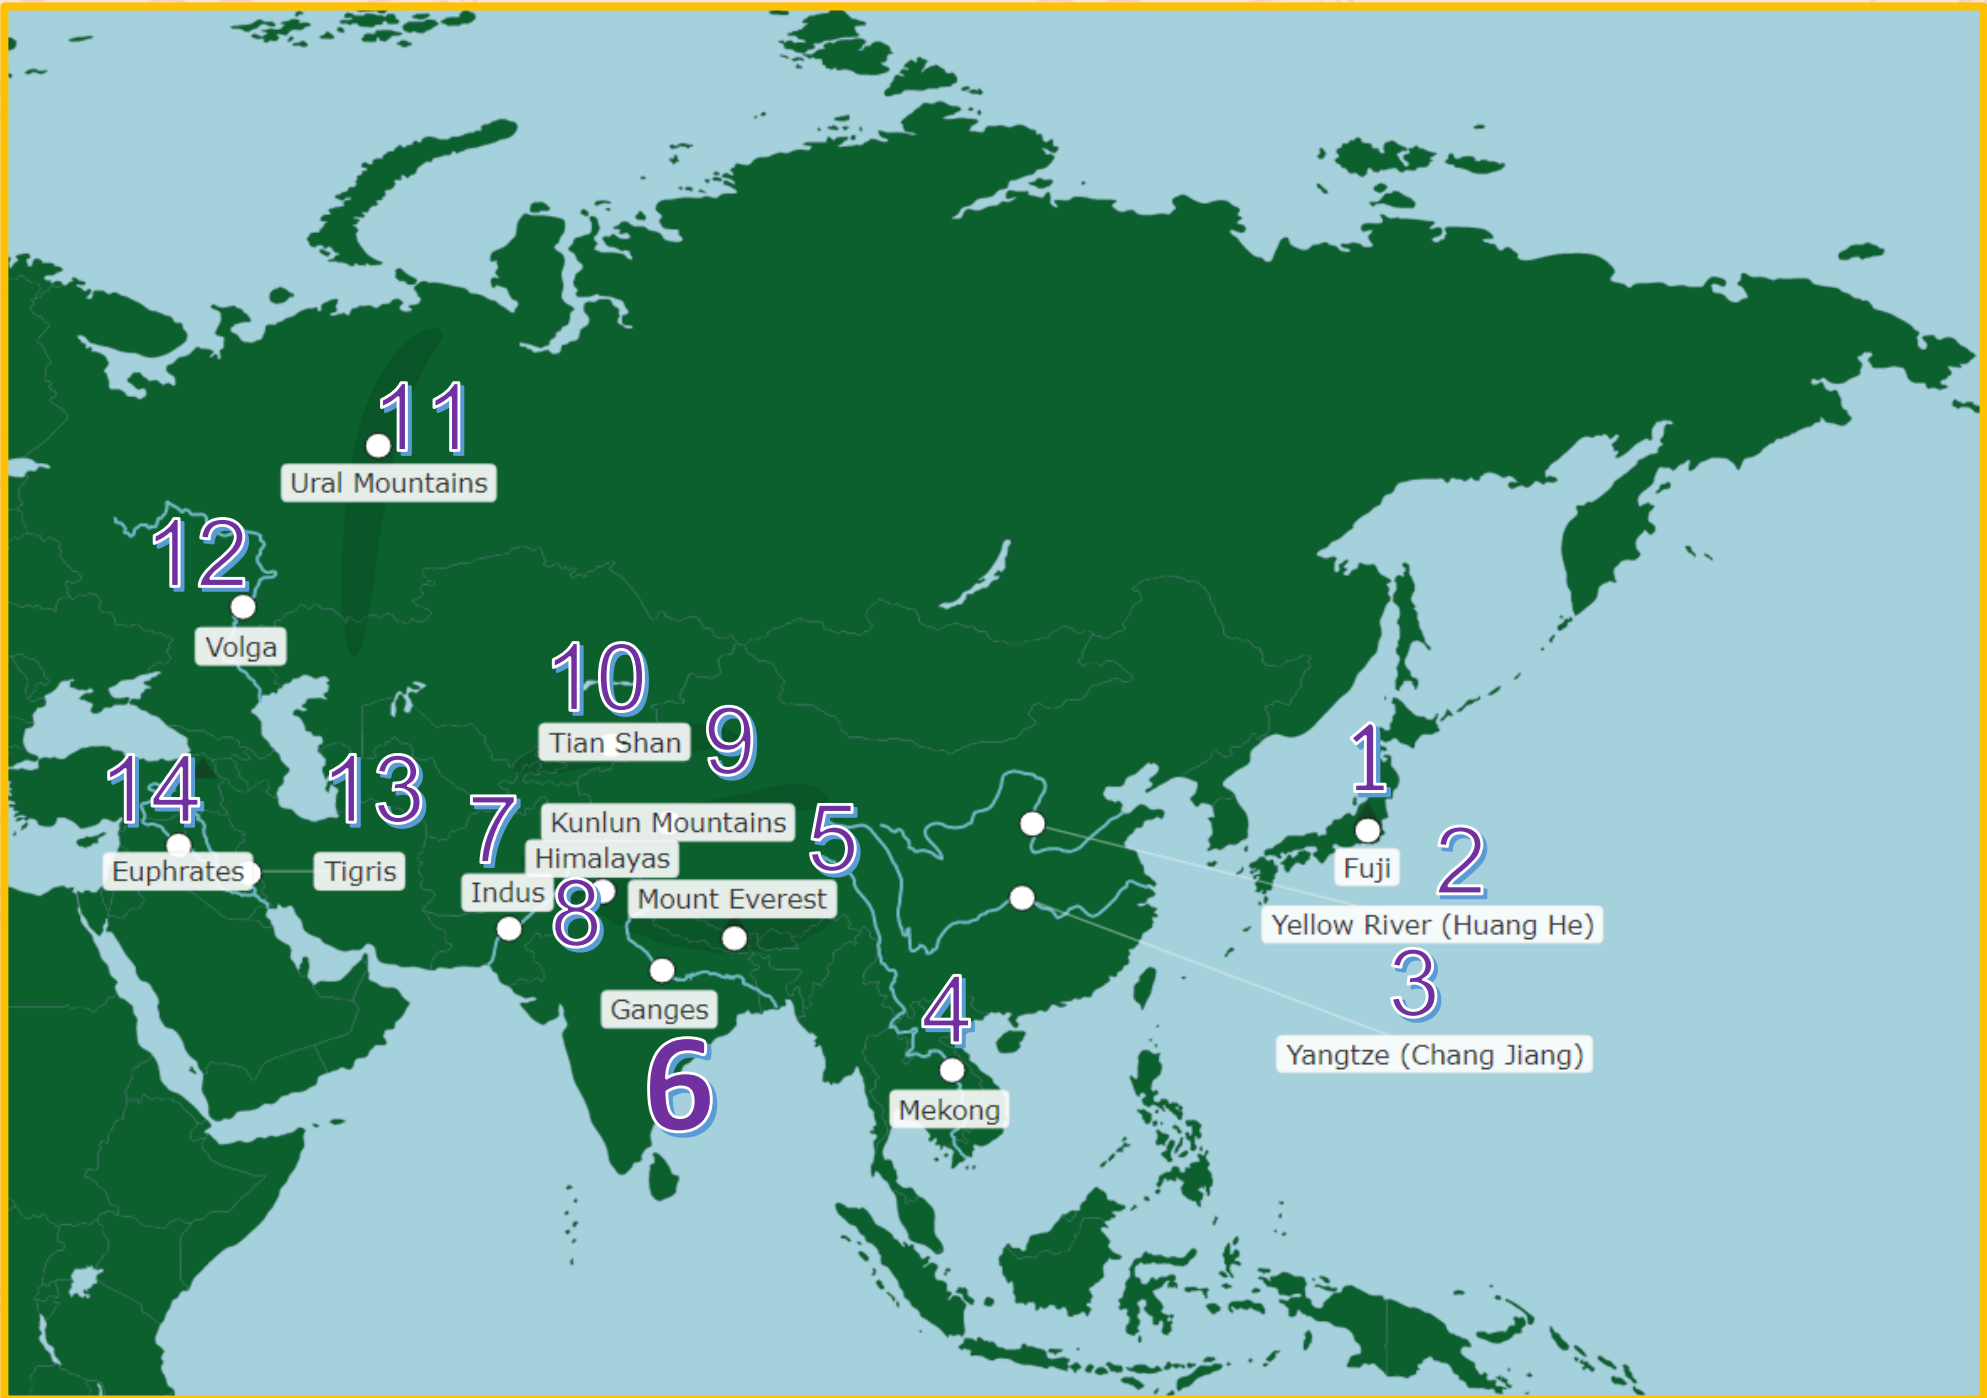 11
Ural Mountains
12
Volga
10
Tian Shan
9
1
14
13
7
Kunlun Mountains
5
Himalayas
Fuji
2
Euphrates
Tigris
Indus
8
Mount Everest
Yellow River (Huang He)
3
Ganges
4
6
Yangtze (Chang Jiang)
Mekong